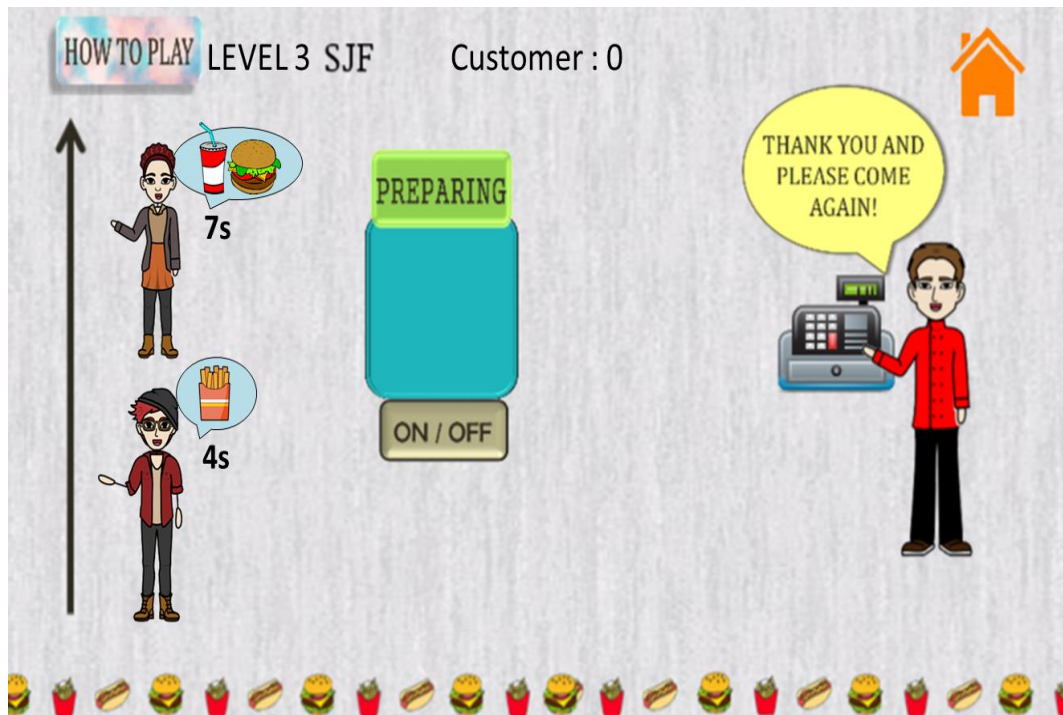 HOW TO PLAY LEVEL 3 SJF Customer : 0
THANK YOU AND
PLEASE COME
AGAIN!
PREPARING
7s
ON / OFF
4s